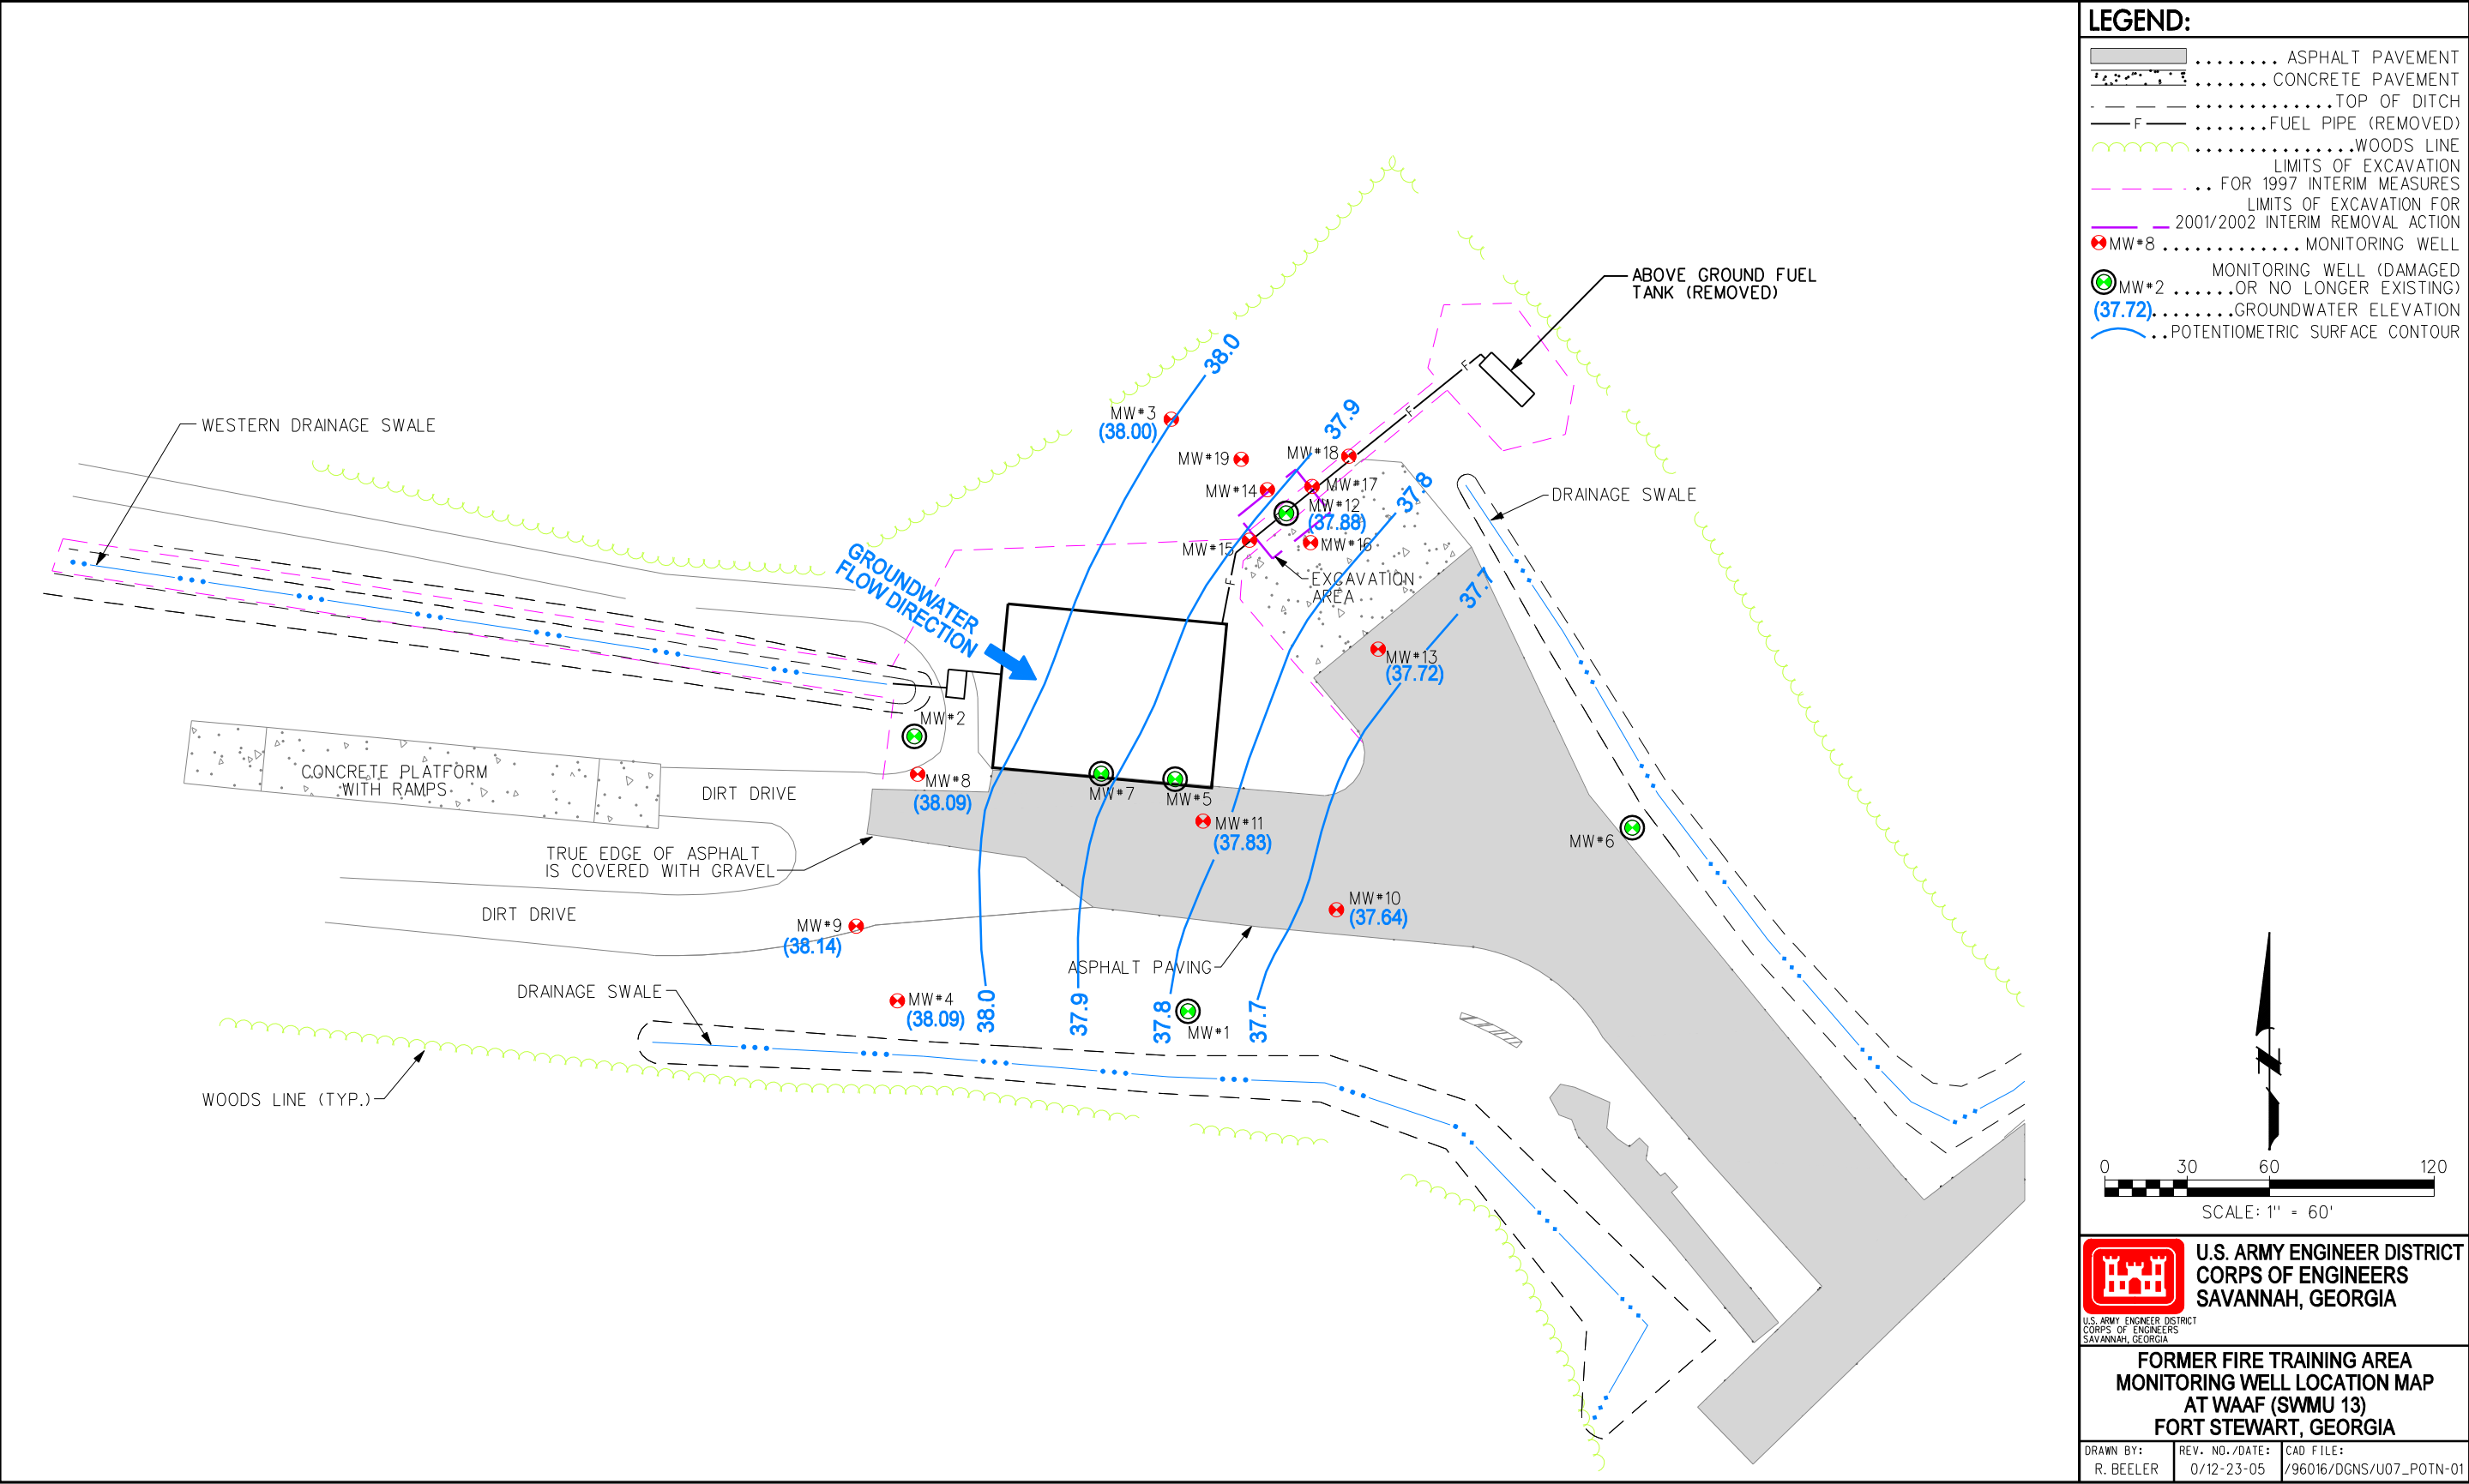 LEGEND:
ASPHALT PAVEMENT
CONCRETE PAVEMENT
TOP OF DITCH
F FUEL PIPE (REMOVED)
WOODS LINE
LIMITS OF EXCAVATION
FOR 1997 INTERIM MEASURES
LIMITS OF EXCAVATION FOR
2001/2002 INTERIM REMOVAL ACTION
MW#8 MONITORING WELL
MONITORING WELL (DAMAGED
MW#2 OR NO LONGER EXISTING)
(37.72) GROUNDWATER ELEVATION
POTENTIOMETRIC SURFACE CONTOUR
ABOVE GROUND FUEL
TANK (REMOVED)
38.0
37.9
37.8
37.7
F
F
F
MW#3
(38.00)
MW#19
MW#18
MW#14
MW#17
MW#12
(37.88)
MW#15
MW#16
EXCAVATION
AREA
DRAINAGE SWALE
WESTERN DRAINAGE SWALE
GROUNDWATER
FLOW DIRECTION
MW#13
(37.72)
MW#2
MW#8
(38.09)
MW#7
MW#5
MW#11
(37.83)
MW#6
CONCRETE PLATFORM
WITH RAMPS
DIRT DRIVE
TRUE EDGE OF ASPHALT
IS COVERED WITH GRAVEL
DIRT DRIVE
MW#9
(38.14)
MW#10
(37.64)
ASPHALT PAVING
DRAINAGE SWALE
MW#4
(38.09)
38.0
37.9
37.8
37.7
MW#1
WOODS LINE (TYP.)
0 30 60 120
SCALE: 1" = 60'
U.S. ARMY ENGINEER DISTRICT
CORPS OF ENGINEERS
SAVANNAH, GEORGIA
U.S. ARMY ENGINEER DISTRICT
CORPS OF ENGINEERS
SAVANNAH, GEORGIA
FORMER FIRE TRAINING AREA
MONITORING WELL LOCATION MAP
AT WAAF (SWMU 13)
FORT STEWART, GEORGIA
DRAWN BY:
R. BEELER
REV. NO./DATE:
0/12-23-05
CAD FILE:
/96016/DGNS/U07_POTN-01